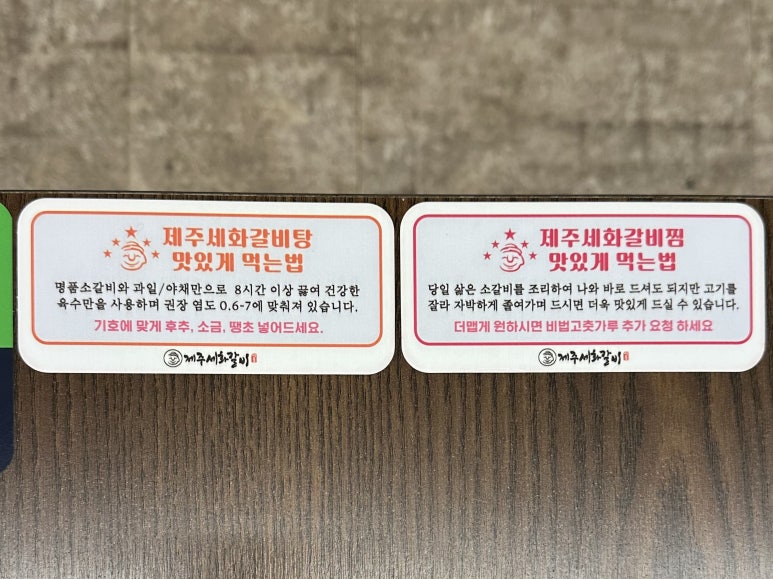 제주세화갈비탕
맛있게 먹는법
명품소갈비와 과일/야채만으로 8시간 이상 끓여 건강한
육수만을 사용하며 권장 염도 0.6-7에 맞춰져 있습니다.
기호에 맞게 후추, 소금, 땡초 넣어드세요.
제주세화갈비
제주세화갈비찜
맛있게 먹는법
당일 삶은 소갈비를 조리하여 나와 바로 드셔도 되지만 고기를
잘라 자박하게 졸여가며 드시면 더욱 맛있게 드실 수 있습니다.
더맵게 원하시면 비법고춧가루 추가 요청 하세요
제주세화갈비